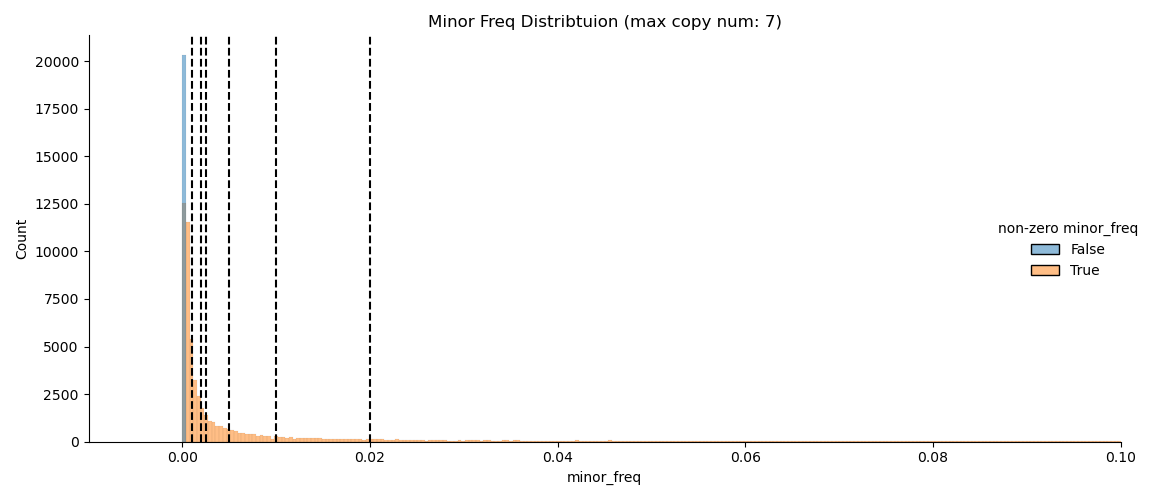 Minor Freq Distribtuion (max copy num: 7)
20000
17500
15000
12500
10000
7500
5000
2500
0
Count
0.00 0.02 0.04 0.06 0.08 0.10
minor_freq
non-zero minor_freq
False
True